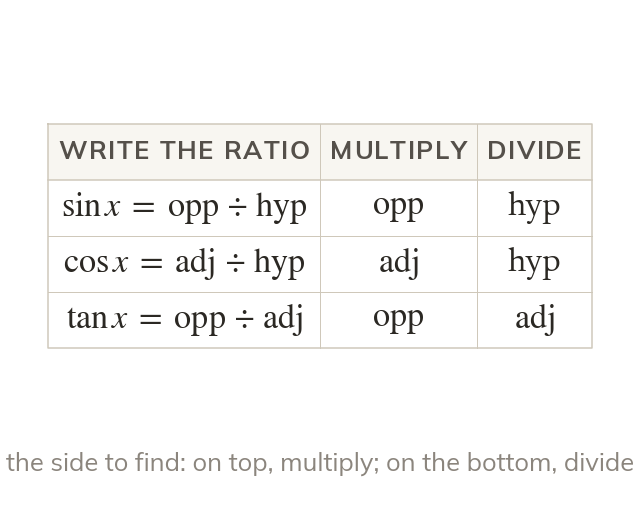 WRITE THE RATIO MULTIPLY DIVIDE
sin x = opp ÷ hyp opp hyp
cos x = adj ÷ hyp adj hyp
tan x = opp ÷ adj opp adj
the side to find: on top, multiply; on the bottom, divide